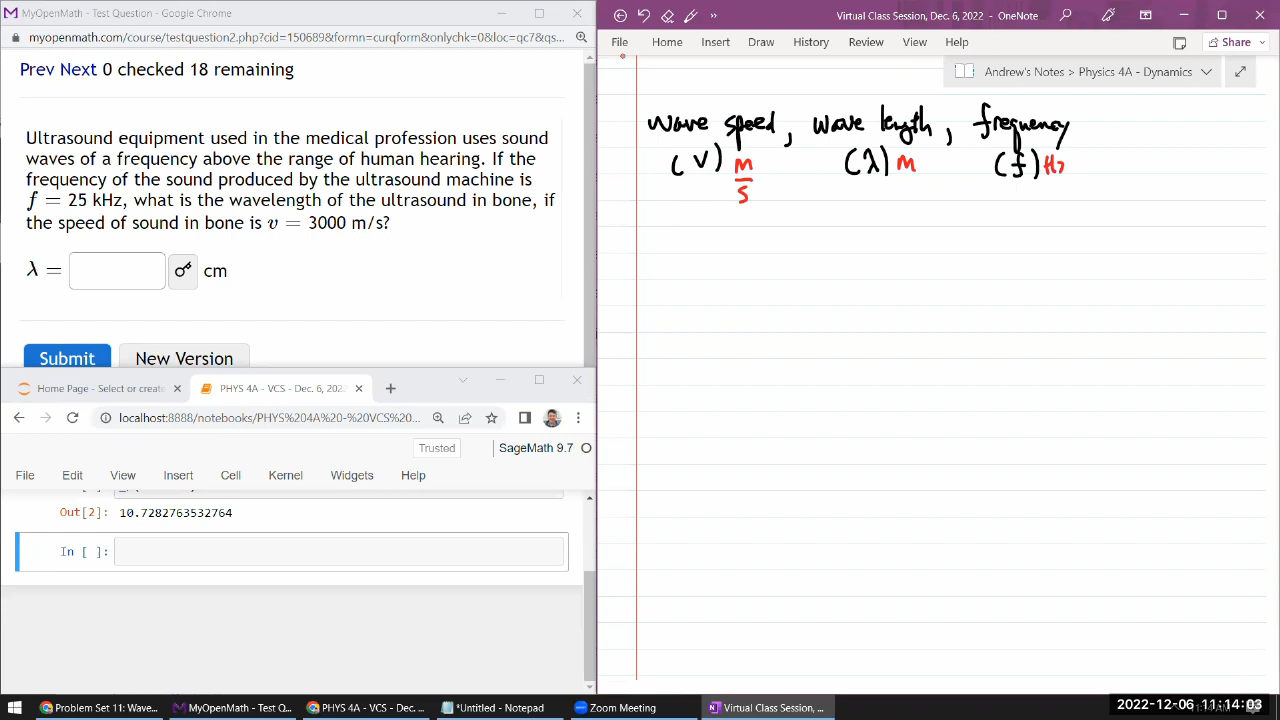 MyOpenMath - Test Question - Google Chrome
myopenmath.com/course/testquestion2.php?cid=150689&formn=curqform&onlychk=0&loc=qc7&qs...
Prev Next 0 checked 18 remaining
Ultrasound equipment used in the medical profession uses sound
waves of a frequency above the range of human hearing. If the
frequency of the sound produced by the ultrasound machine is
f = 25 kHz, what is the wavelength of the ultrasound in bone, if
the speed of sound in bone is v = 3000 m/s?
λ = cm
Submit New Version
Home Page - Select or create PHYS 4A - VCS - Dec. 6, 202
localhost:8888/notebooks/PHYS%204A%20-%20VCS%20...
Trusted SageMath 9.7
File Edit View Insert Cell Kernel Widgets Help
Out[2]: 10.7282763532764
In [ ]:
Virtual Class Session, Dec. 6, 2022 - OneNote
File Home Insert Draw History Review View Help Share
Andrew's Notes > Physics 4A - Dynamics
wave speed, wave length, frequency
(v) m/s (λ) m (f) Hz
Problem Set 11: Wave... MyOpenMath - Test Q... PHYS 4A - VCS - Dec. ... *Untitled - Notepad Zoom Meeting Virtual Class Session, ...
2022-12-06 11:14:03